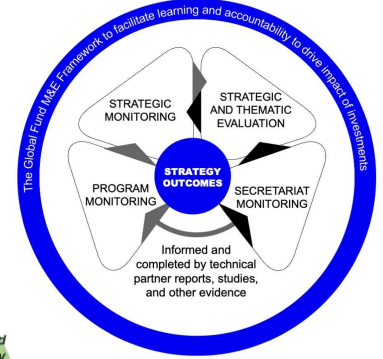 The Global Fund M&E Framework to facilitate learning and accountability to drive impact of investments
STRATEGIC
MONITORING
STRATEGIC
AND THEMATIC
EVALUATION
STRATEGY
OUTCOMES
PROGRAM
MONITORING
SECRETARIAT
MONITORING
Informed and
completed by technical
partner reports, studies,
and other evidence